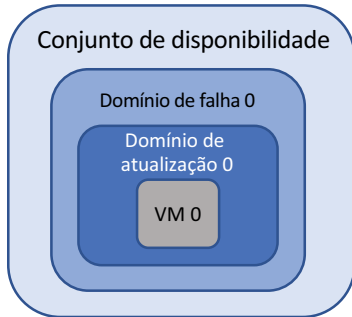 Conjunto de disponibilidade
Domínio de falha 0
Domínio de
atualização 0
VM 0